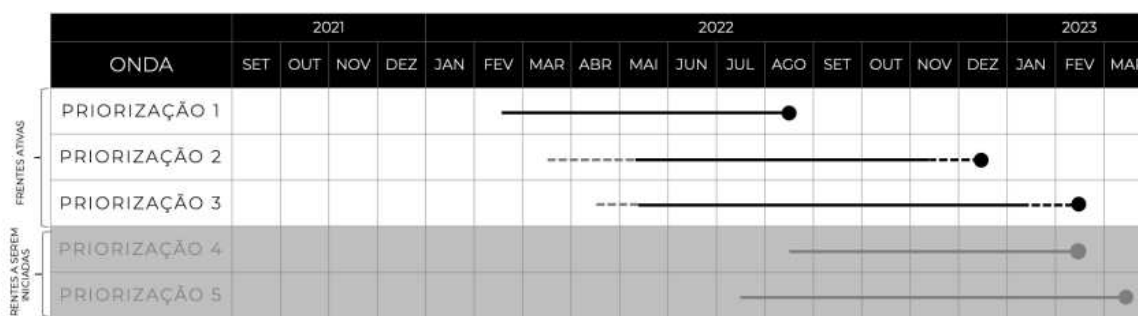 2021 2022 2023
ONDA SET OUT NOV DEZ JAN FEV MAR ABR MAI JUN JUL AGO SET OUT NOV DEZ JAN FEV MAR
FRENTES ATIVAS
PRIORIZAÇÃO 1
PRIORIZAÇÃO 2
PRIORIZAÇÃO 3
RENTES A SEREM
INICIADAS
PRIORIZAÇÃO 4
PRIORIZAÇÃO 5